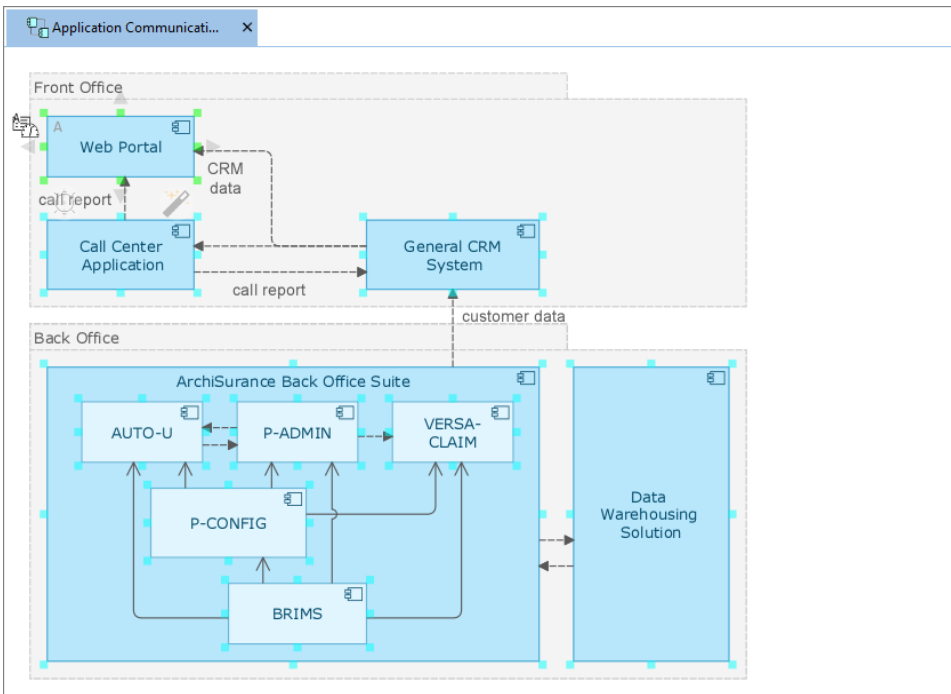 Application Communicati...
Front Office
A
A
Web Portal
CRM
data
call report
Call Center
Application
General CRM
System
call report
customer data
Back Office
ArchiSurance Back Office Suite
AUTO-U
P-ADMIN
VERSA-
CLAIM
P-CONFIG
Data
Warehousing
Solution
BRIMS